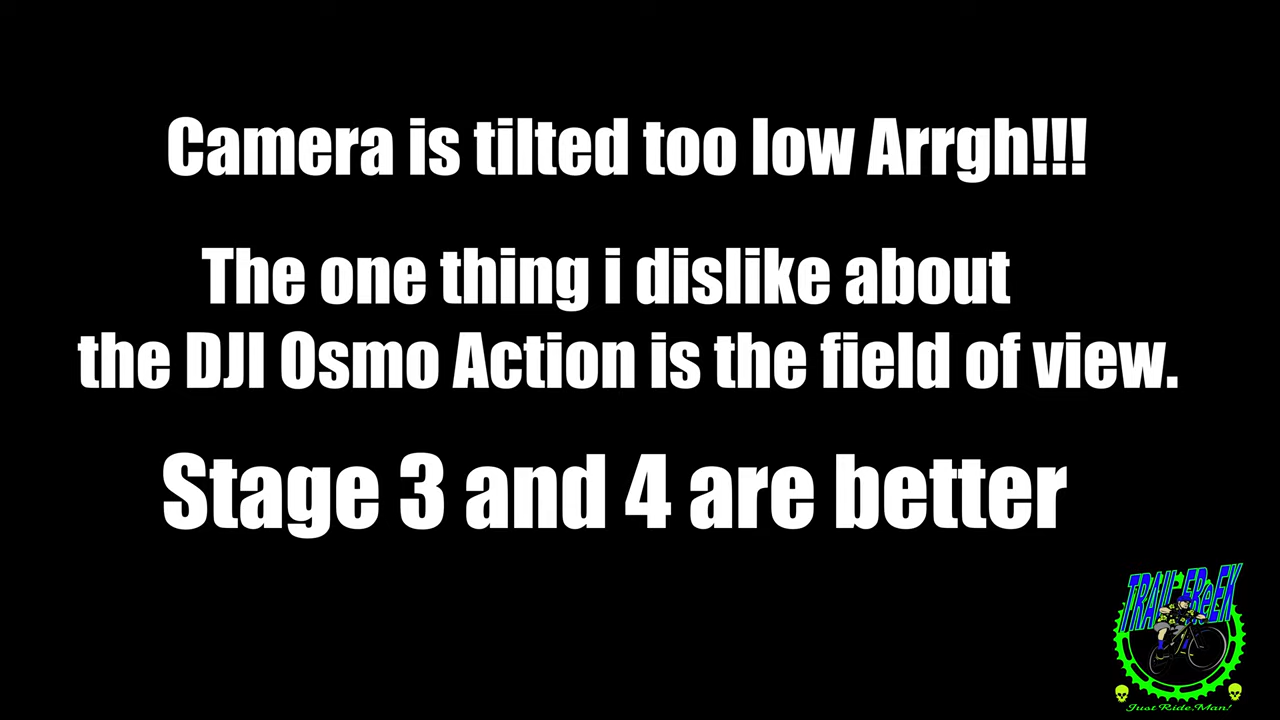 Camera is tilted too low Arrgh!!!
The one thing i dislike about
the DJI Osmo Action is the field of view.
Stage 3 and 4 are better
TRAIL FReEK
Just Ride, Man!